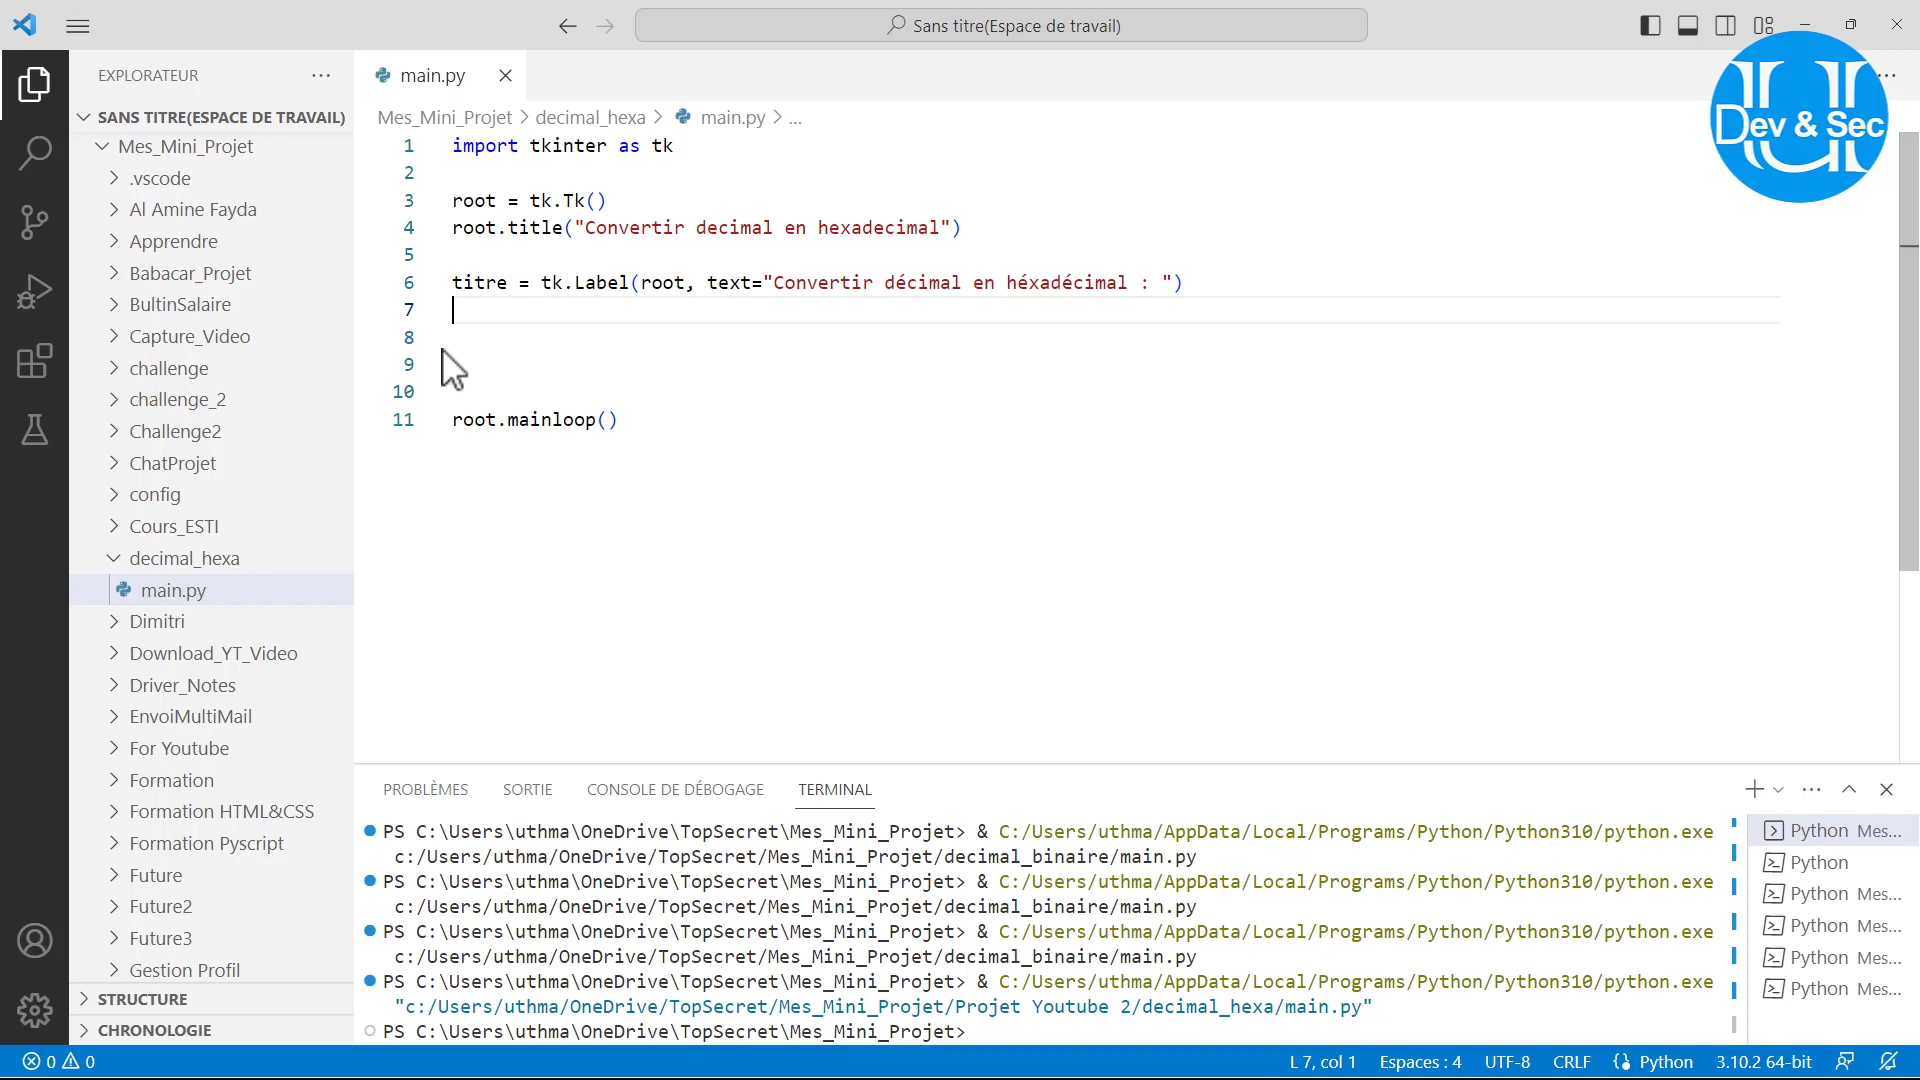 Sans titre(Espace de travail)
EXPLORATEUR
main.py
Dev & Sec
SANS TITRE(ESPACE DE TRAVAIL)
Mes_Mini_Projet > decimal_hexa > main.py > ...
Mes_Mini_Projet
.vscode
Al Amine Fayda
Apprendre
Babacar_Projet
BultinSalaire
Capture_Video
challenge
challenge_2
Challenge2
ChatProjet
config
Cours_ESTI
decimal_hexa
main.py
Dimitri
Download_YT_Video
Driver_Notes
EnvoiMultiMail
For Youtube
Formation
Formation HTML&CSS
Formation Pyscript
Future
Future2
Future3
Gestion Profil
STRUCTURE
CHRONOLOGIE
1 import tkinter as tk
2
3 root = tk.Tk()
4 root.title("Convertir decimal en hexadecimal")
5
6 titre = tk.Label(root, text="Convertir décimal en héxadécimal : ")
7
8
9
10
11 root.mainloop()
PROBLÈMES SORTIE CONSOLE DE DÉBOGAGE TERMINAL
PS C:\Users\uthma\OneDrive\TopSecret\Mes_Mini_Projet> & C:/Users/uthma/AppData/Local/Programs/Python/Python310/python.exe
c:/Users/uthma/OneDrive/TopSecret/Mes_Mini_Projet/decimal_binaire/main.py
PS C:\Users\uthma\OneDrive\TopSecret\Mes_Mini_Projet> & C:/Users/uthma/AppData/Local/Programs/Python/Python310/python.exe
c:/Users/uthma/OneDrive/TopSecret/Mes_Mini_Projet/decimal_binaire/main.py
PS C:\Users\uthma\OneDrive\TopSecret\Mes_Mini_Projet> & C:/Users/uthma/AppData/Local/Programs/Python/Python310/python.exe
c:/Users/uthma/OneDrive/TopSecret/Mes_Mini_Projet/decimal_binaire/main.py
PS C:\Users\uthma\OneDrive\TopSecret\Mes_Mini_Projet> & C:/Users/uthma/AppData/Local/Programs/Python/Python310/python.exe
"c:/Users/uthma/OneDrive/TopSecret/Mes_Mini_Projet/Projet Youtube 2/decimal_hexa/main.py"
PS C:\Users\uthma\OneDrive\TopSecret\Mes_Mini_Projet>
Python Mes...
Python
Python Mes...
Python Mes...
Python Mes...
Python Mes...
0 0 L 7, col 1 Espaces : 4 UTF-8 CRLF Python 3.10.2 64-bit